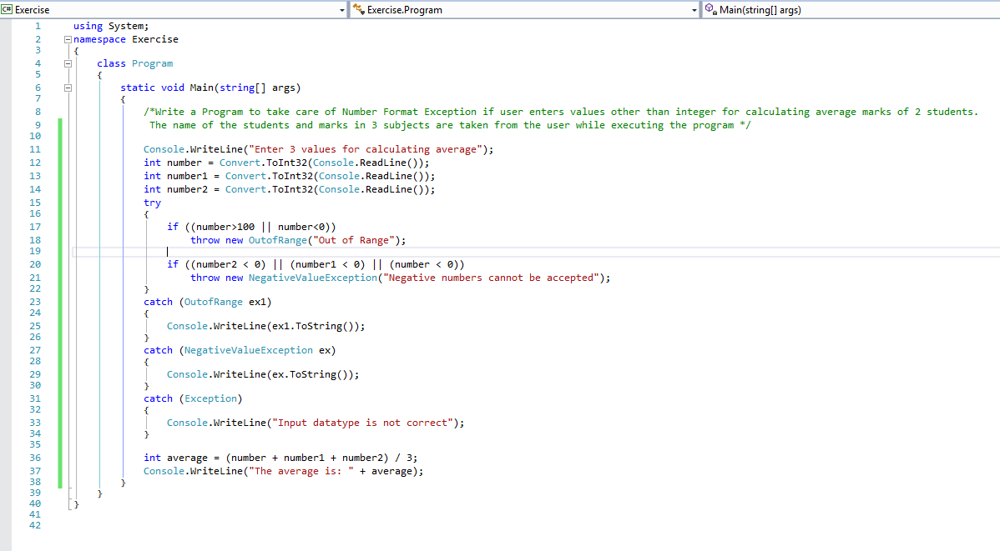 C# Exercise Exercise.Program Main(string[] args)
1 using System;
2 namespace Exercise
3 {
4 class Program
5 {
6 static void Main(string[] args)
7 {
8 /*Write a Program to take care of Number Format Exception if user enters values other than integer for calculating average marks of 2 students.
9 The name of the students and marks in 3 subjects are taken from the user while executing the program */
10
11 Console.WriteLine("Enter 3 values for calculating average");
12 int number = Convert.ToInt32(Console.ReadLine());
13 int number1 = Convert.ToInt32(Console.ReadLine());
14 int number2 = Convert.ToInt32(Console.ReadLine());
15 try
16 {
17 if ((number>100 || number<0))
18 throw new OutofRange("Out of Range");
19
20 if ((number2 < 0) || (number1 < 0) || (number < 0))
21 throw new NegativeValueException("Negative numbers cannot be accepted");
22 }
23 catch (OutofRange ex1)
24 {
25 Console.WriteLine(ex1.ToString());
26 }
27 catch (NegativeValueException ex)
28 {
29 Console.WriteLine(ex.ToString());
30 }
31 catch (Exception)
32 {
33 Console.WriteLine("Input datatype is not correct");
34 }
35
36 int average = (number + number1 + number2) / 3;
37 Console.WriteLine("The average is: " + average);
38 }
39 }
40 }
41
42